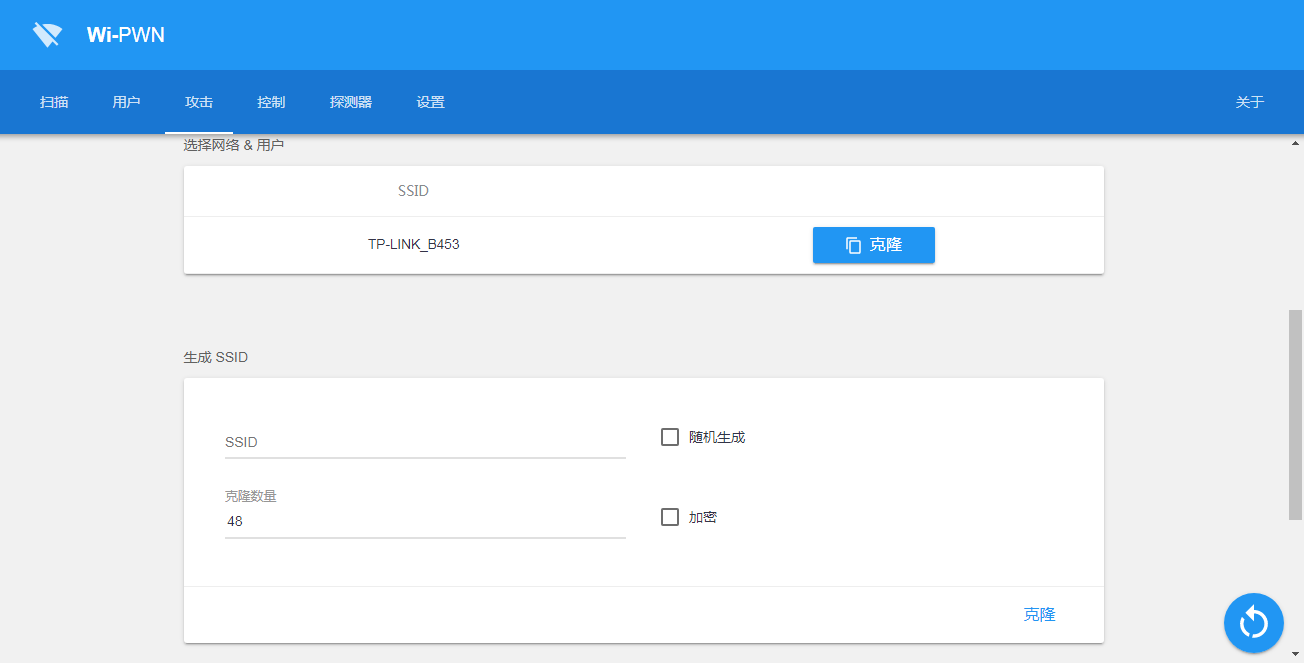 Wi-PWN
扫描 用户 攻击 控制 探测器 设置 关于
选择网络 & 用户
SSID
TP-LINK_B453 克隆
生成 SSID
SSID 随机生成
克隆数量
48 加密
克隆